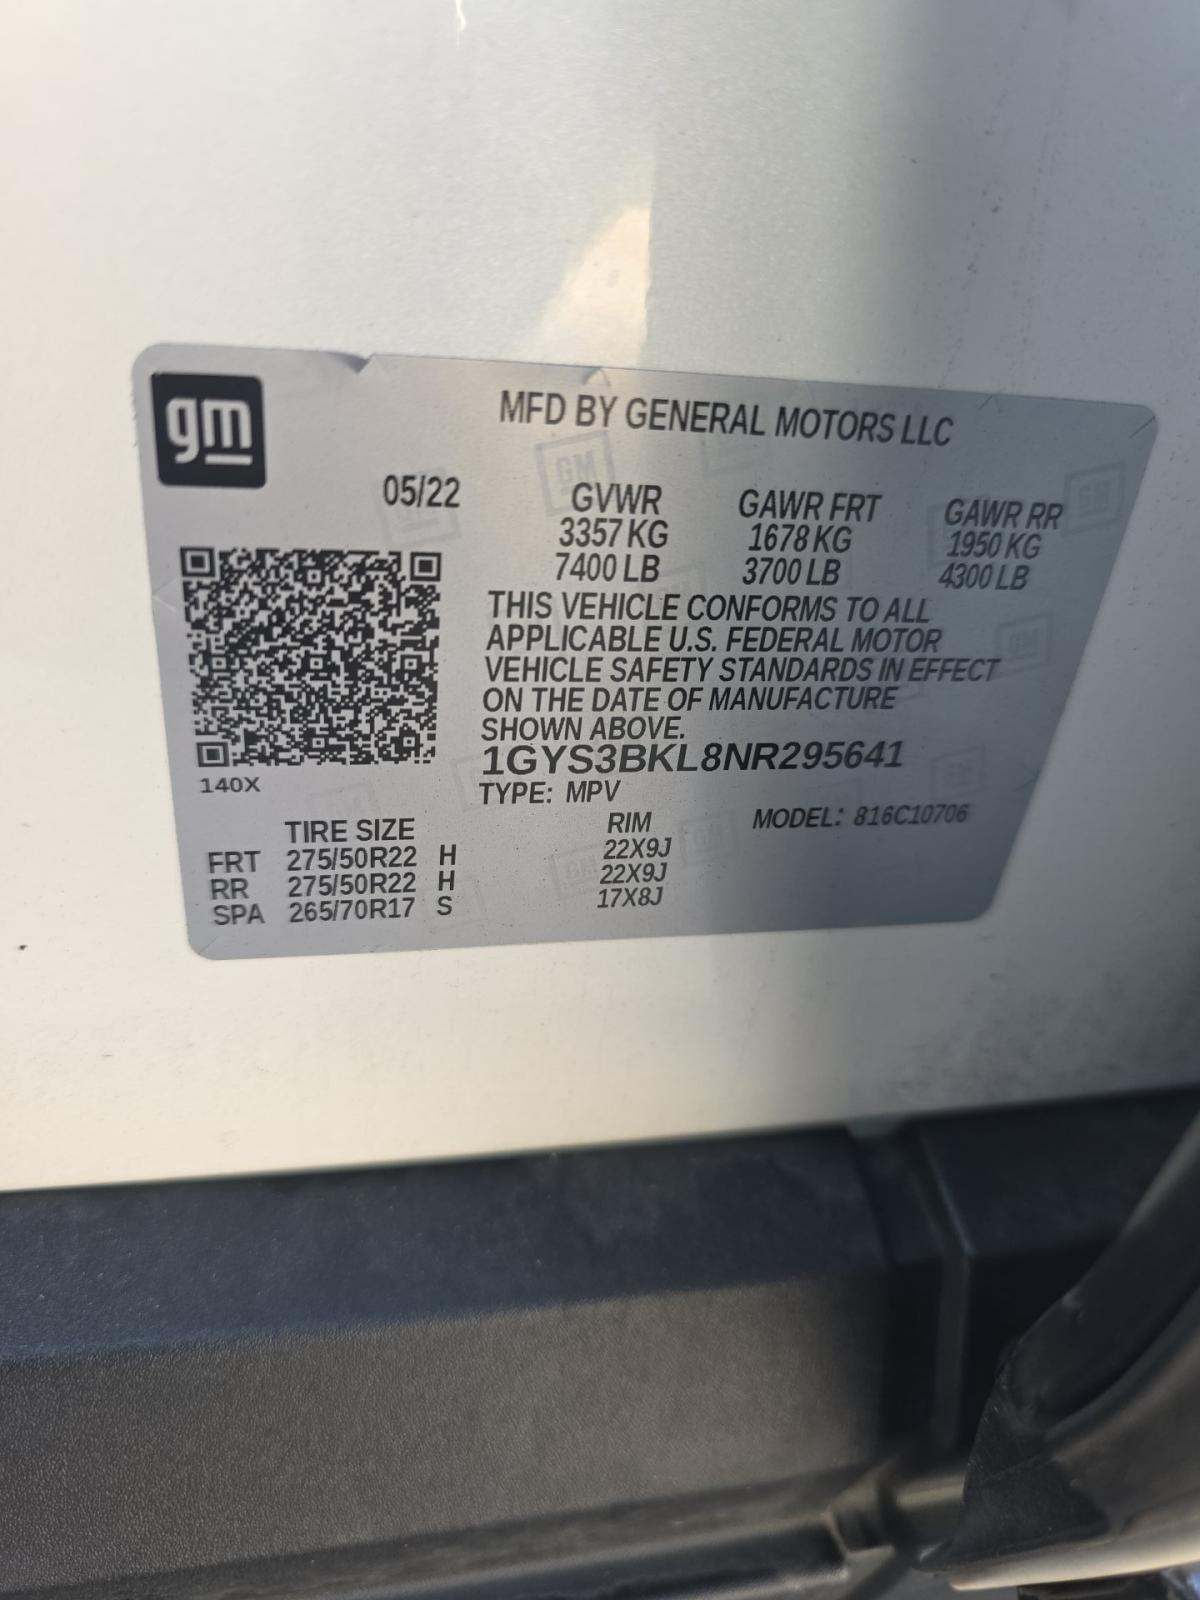 gm
MFD BY GENERAL MOTORS LLC
05/22 GVWR GAWR FRT GAWR RR
3357 KG 1678 KG 1950 KG
7400 LB 3700 LB 4300 LB
THIS VEHICLE CONFORMS TO ALL
APPLICABLE U.S. FEDERAL MOTOR
VEHICLE SAFETY STANDARDS IN EFFECT
ON THE DATE OF MANUFACTURE
SHOWN ABOVE.
1GYS3BKL8NR295641
140X
TYPE: MPV MODEL: 816C10706
TIRE SIZE RIM
FRT 275/50R22 H 22X9J
RR 275/50R22 H 22X9J
SPA 265/70R17 S 17X8J